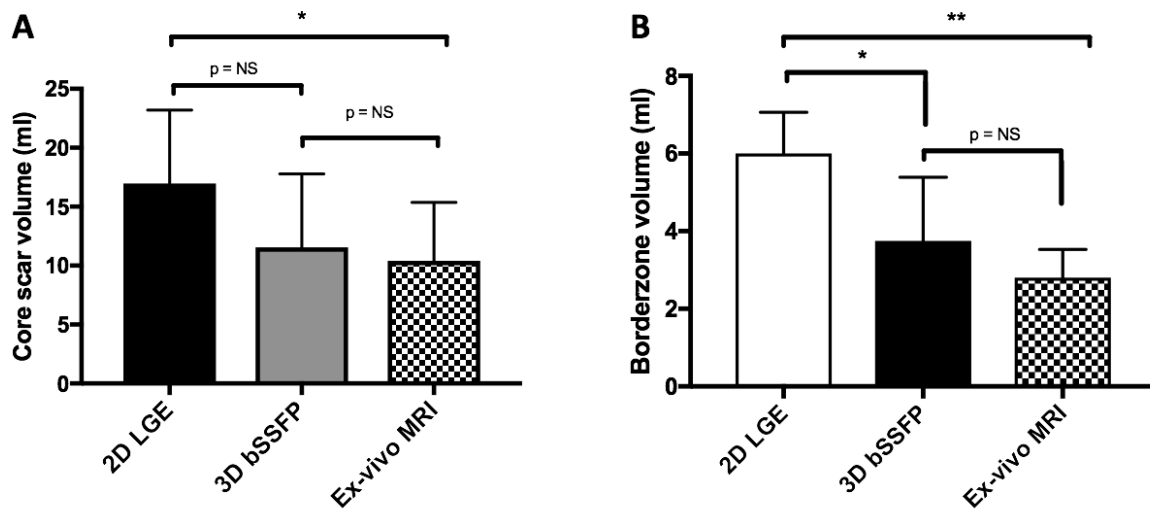 A
*
p = NS
p = NS
Core scar volume (ml)
25
20
15
10
5
0
2D LGE
3D bSSFP
Ex-vivo MRI
B
**
*
p = NS
Borderzone volume (ml)
8
6
4
2
0
2D LGE
3D bSSFP
Ex-vivo MRI